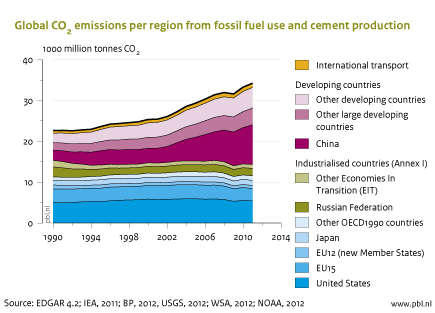 Global CO2 emissions per region from fossil fuel use and cement production
1000 million tonnes CO2
40
30
20
10
0
1990
1994
1998
2002
2006
2010
2014
pbl.nl
International transport
Developing countries
Other developing countries
Other large developing
countries
China
Industrialised countries (Annex I)
Other Economies In
Transition (EIT)
Russian Federation
Other OECD1990 countries
Japan
EU12 (new Member States)
EU15
United States
Source: EDGAR 4.2; IEA, 2011; BP, 2012, USGS, 2012; WSA, 2012; NOAA, 2012
www.pbl.nl